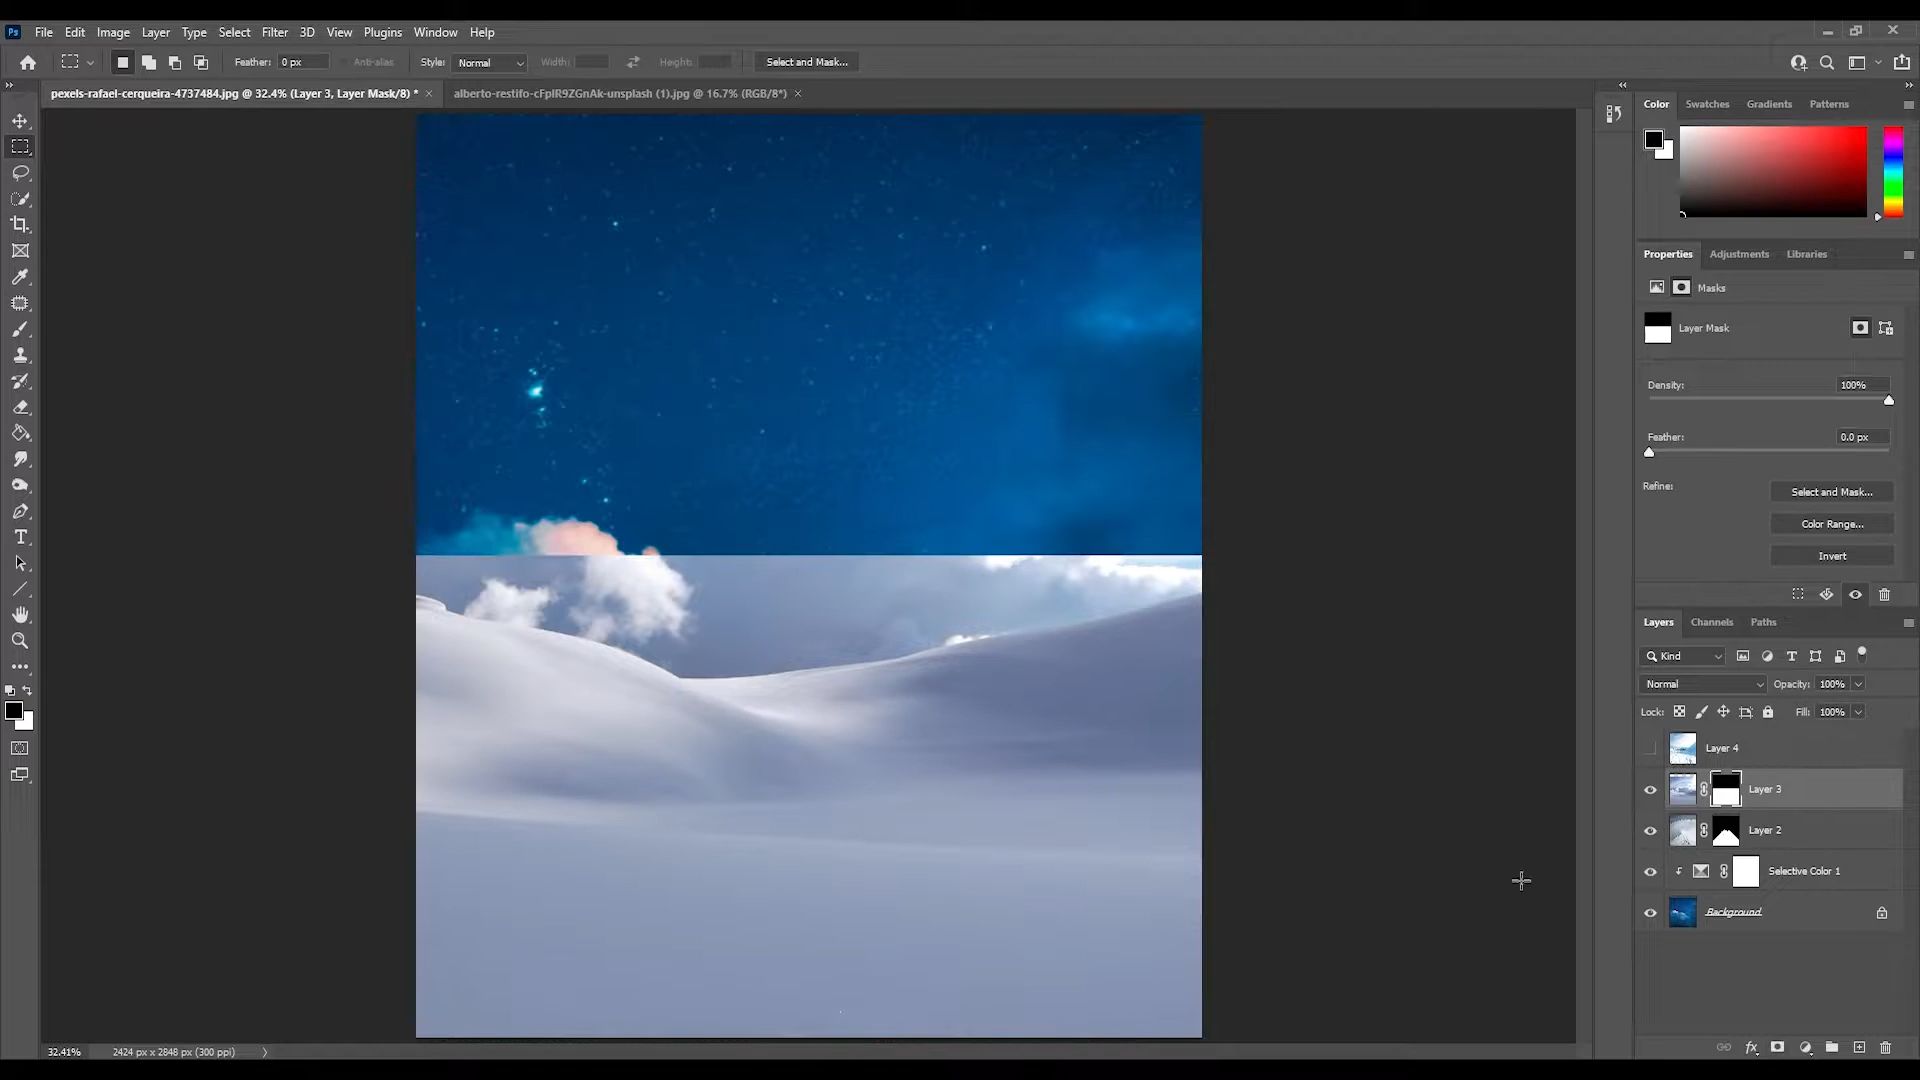 Ps File Edit Image Layer Type Select Filter 3D View Plugins Window Help
Feather: 0 px Anti-alias Style: Normal Width: Height: Select and Mask...
pexels-rafael-cerqueira-4737484.jpg @ 32.4% (Layer 3, Layer Mask/8) * × alberto-restifo-cFplR9ZGnAk-unsplash (1).jpg @ 16.7% (RGB/8*) ×
Color Swatches Gradients Patterns
Properties Adjustments Libraries
Masks
Layer Mask
Density: 100%
Feather: 0.0 px
Refine: Select and Mask...
Color Range...
Invert
Layers Channels Paths
Kind
Normal Opacity: 100%
Lock: Fill: 100%
Layer 4
Layer 3
Layer 2
Selective Color 1
Background
32.41% 2424 px x 2848 px (300 ppi)